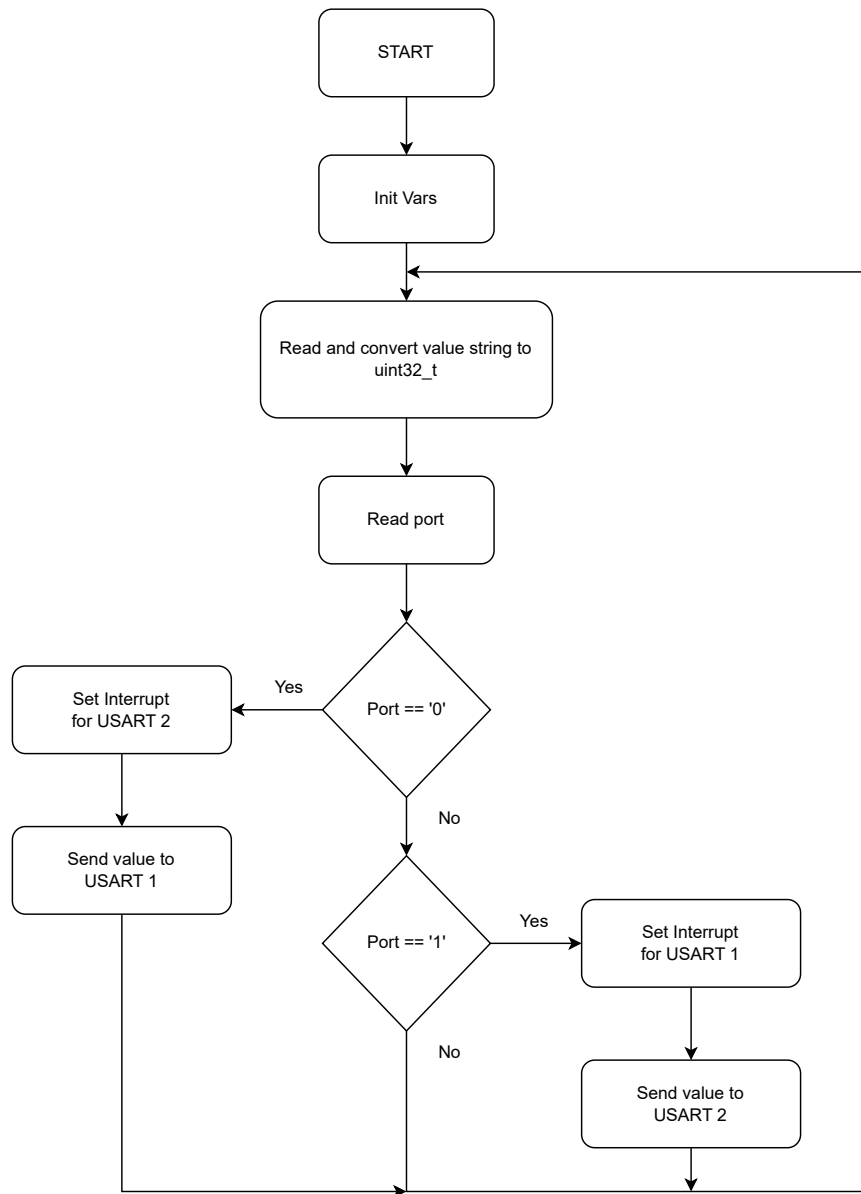 START
Init Vars
Read and convert value string to
uint32_t
Read port
Port == '0'
Yes
Set Interrupt
for USART 2
Send value to
USART 1
No
Port == '1'
Yes
Set Interrupt
for USART 1
Send value to
USART 2
No